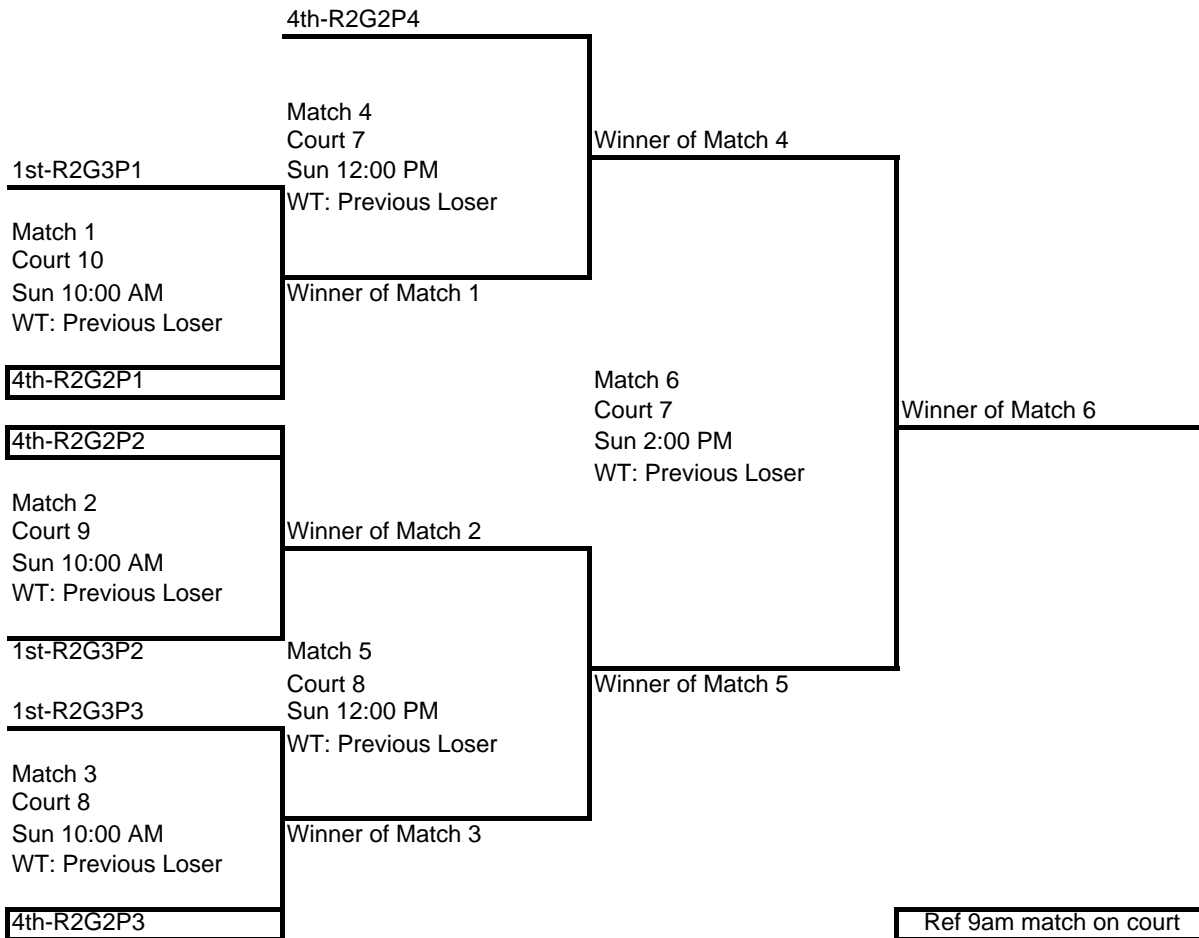 4th-R2G2P4
Match 4
Court 7
Sun 12:00 PM
WT: Previous Loser
Winner of Match 4
1st-R2G3P1
Match 1
Court 10
Sun 10:00 AM
WT: Previous Loser
Winner of Match 1
4th-R2G2P1
Match 6
Court 7
Sun 2:00 PM
WT: Previous Loser
Winner of Match 6
4th-R2G2P2
Match 2
Court 9
Sun 10:00 AM
WT: Previous Loser
Winner of Match 2
1st-R2G3P2
Match 5
Court 8
Sun 12:00 PM
WT: Previous Loser
Winner of Match 5
1st-R2G3P3
Match 3
Court 8
Sun 10:00 AM
WT: Previous Loser
Winner of Match 3
4th-R2G2P3
Ref 9am match on court